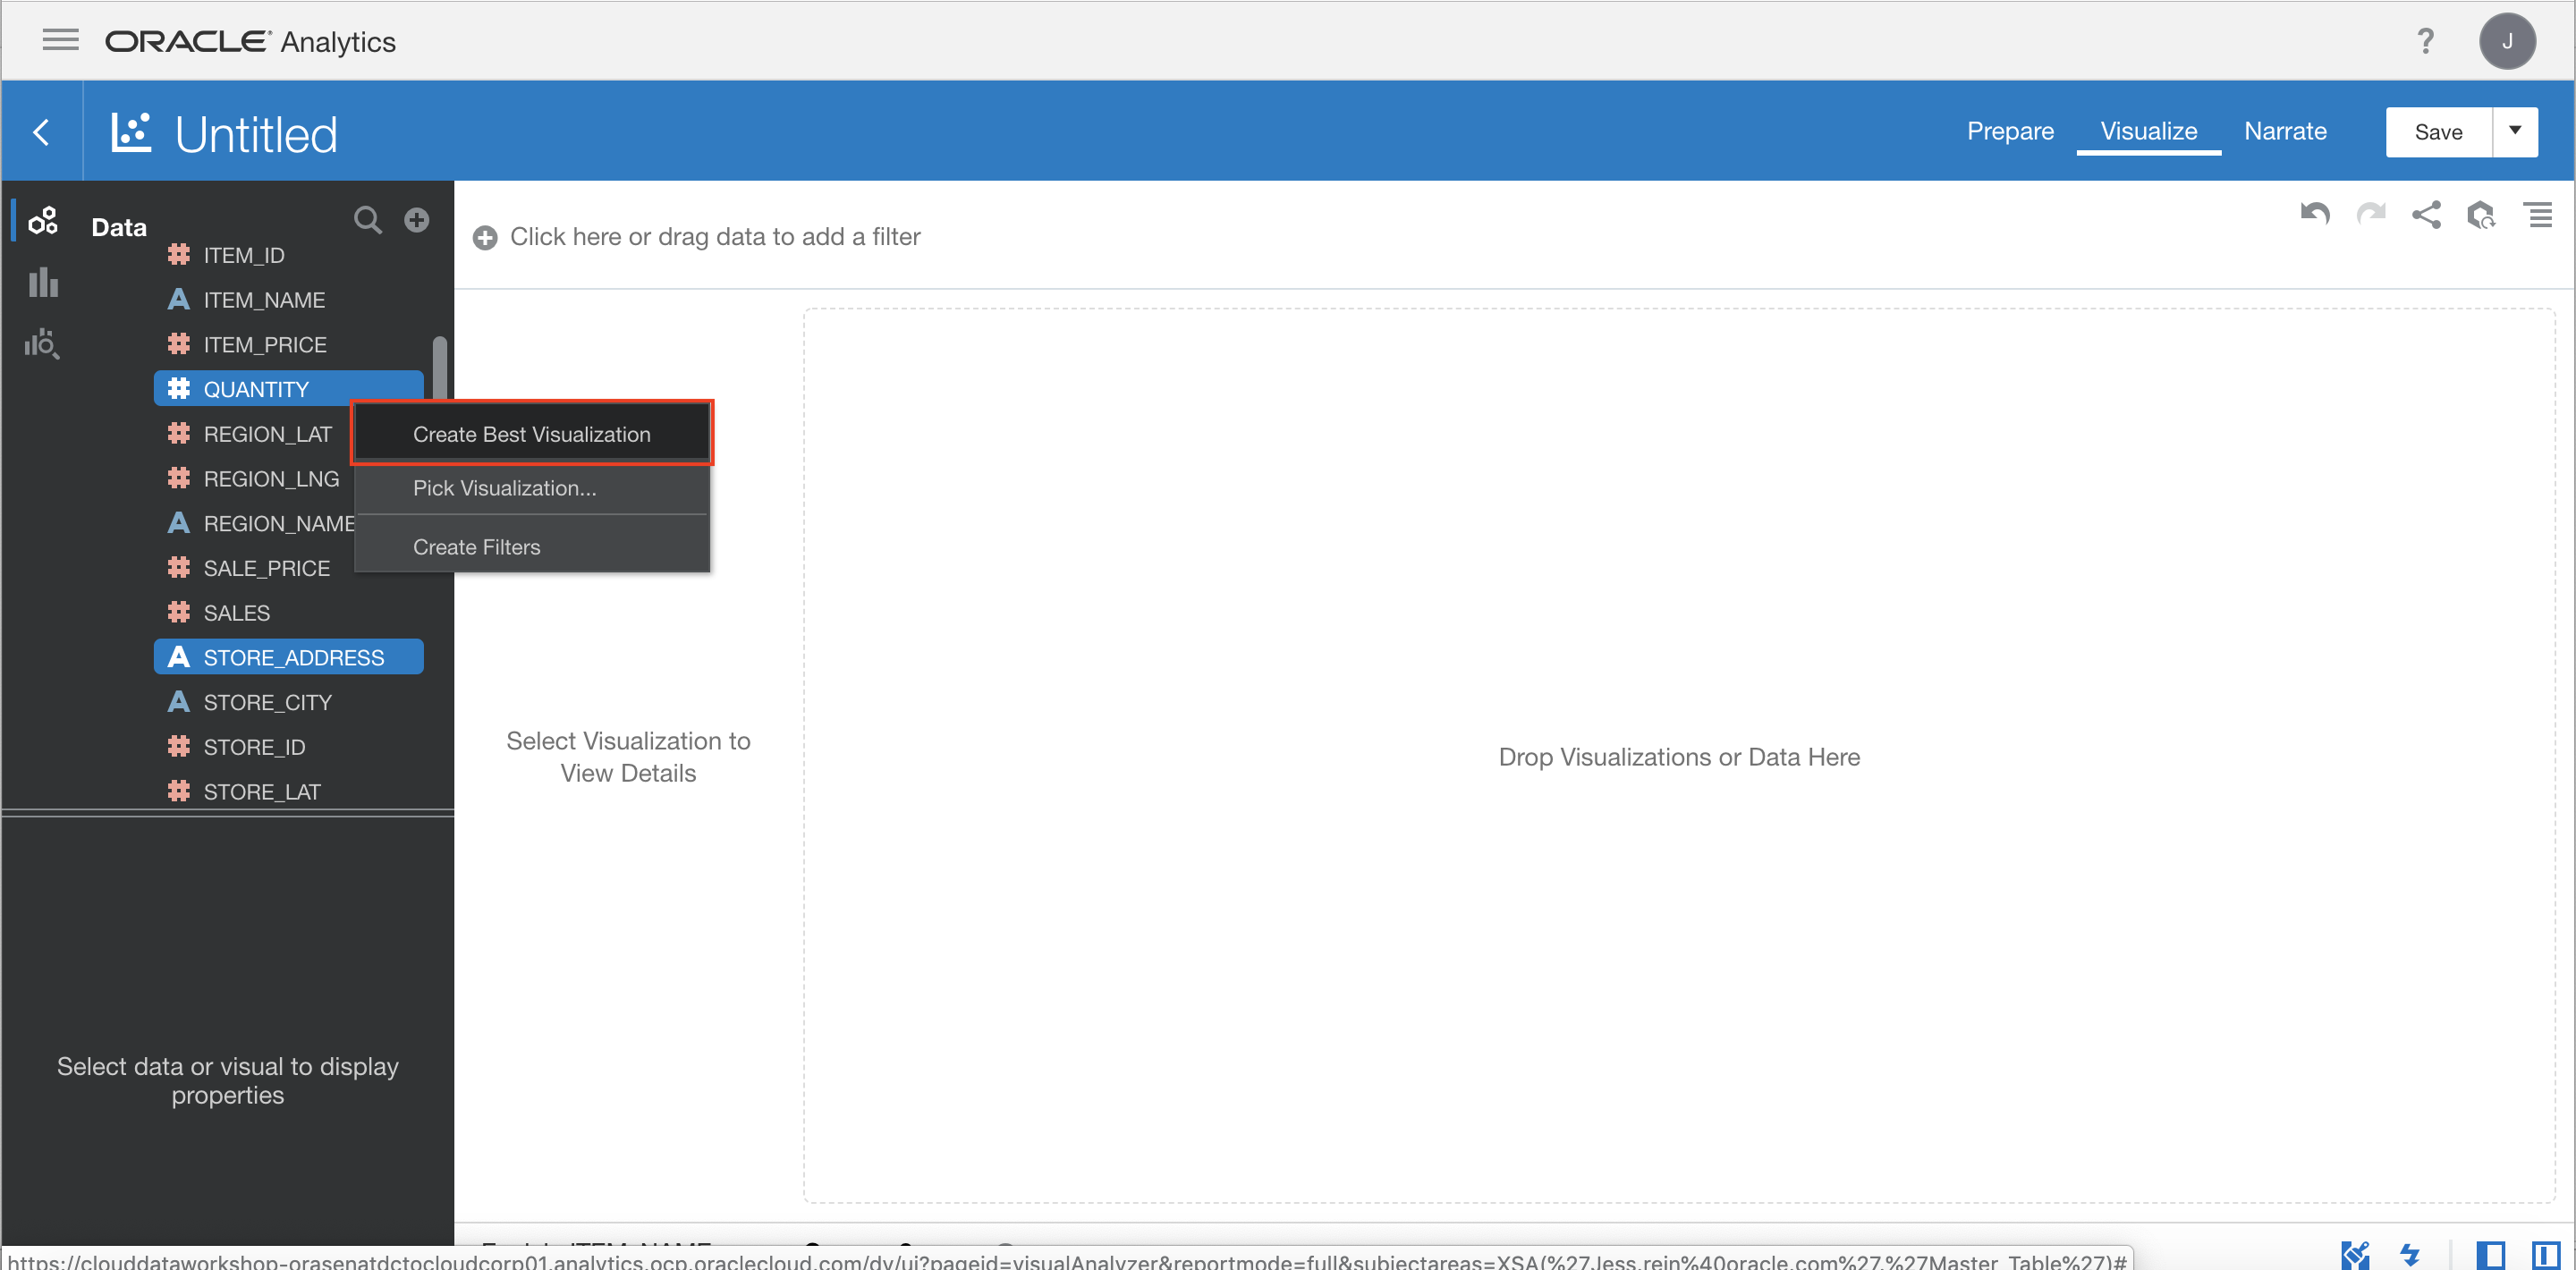 ORACLE® Analytics
?
J
Untitled
Prepare
Visualize
Narrate
Save
Data
Click here or drag data to add a filter
# ITEM_ID
A ITEM_NAME
# ITEM_PRICE
# QUANTITY
# REGION_LAT
# REGION_LNG
A REGION_NAME
# SALE_PRICE
# SALES
A STORE_ADDRESS
A STORE_CITY
# STORE_ID
# STORE_LAT
Create Best Visualization
Pick Visualization...
Create Filters
Select Visualization to
View Details
Drop Visualizations or Data Here
Select data or visual to display
properties
ITEM_NAME
https://clouddataworkshop-orasenatdctocloudcorp01.analytics.ocp.oraclecloud.com/dv/ui?pageid=visualAnalyzer&reportmode=full&subjectareas=XSA(%27Jess.rein%40oracle.com%27.%27Master_Table%27)#